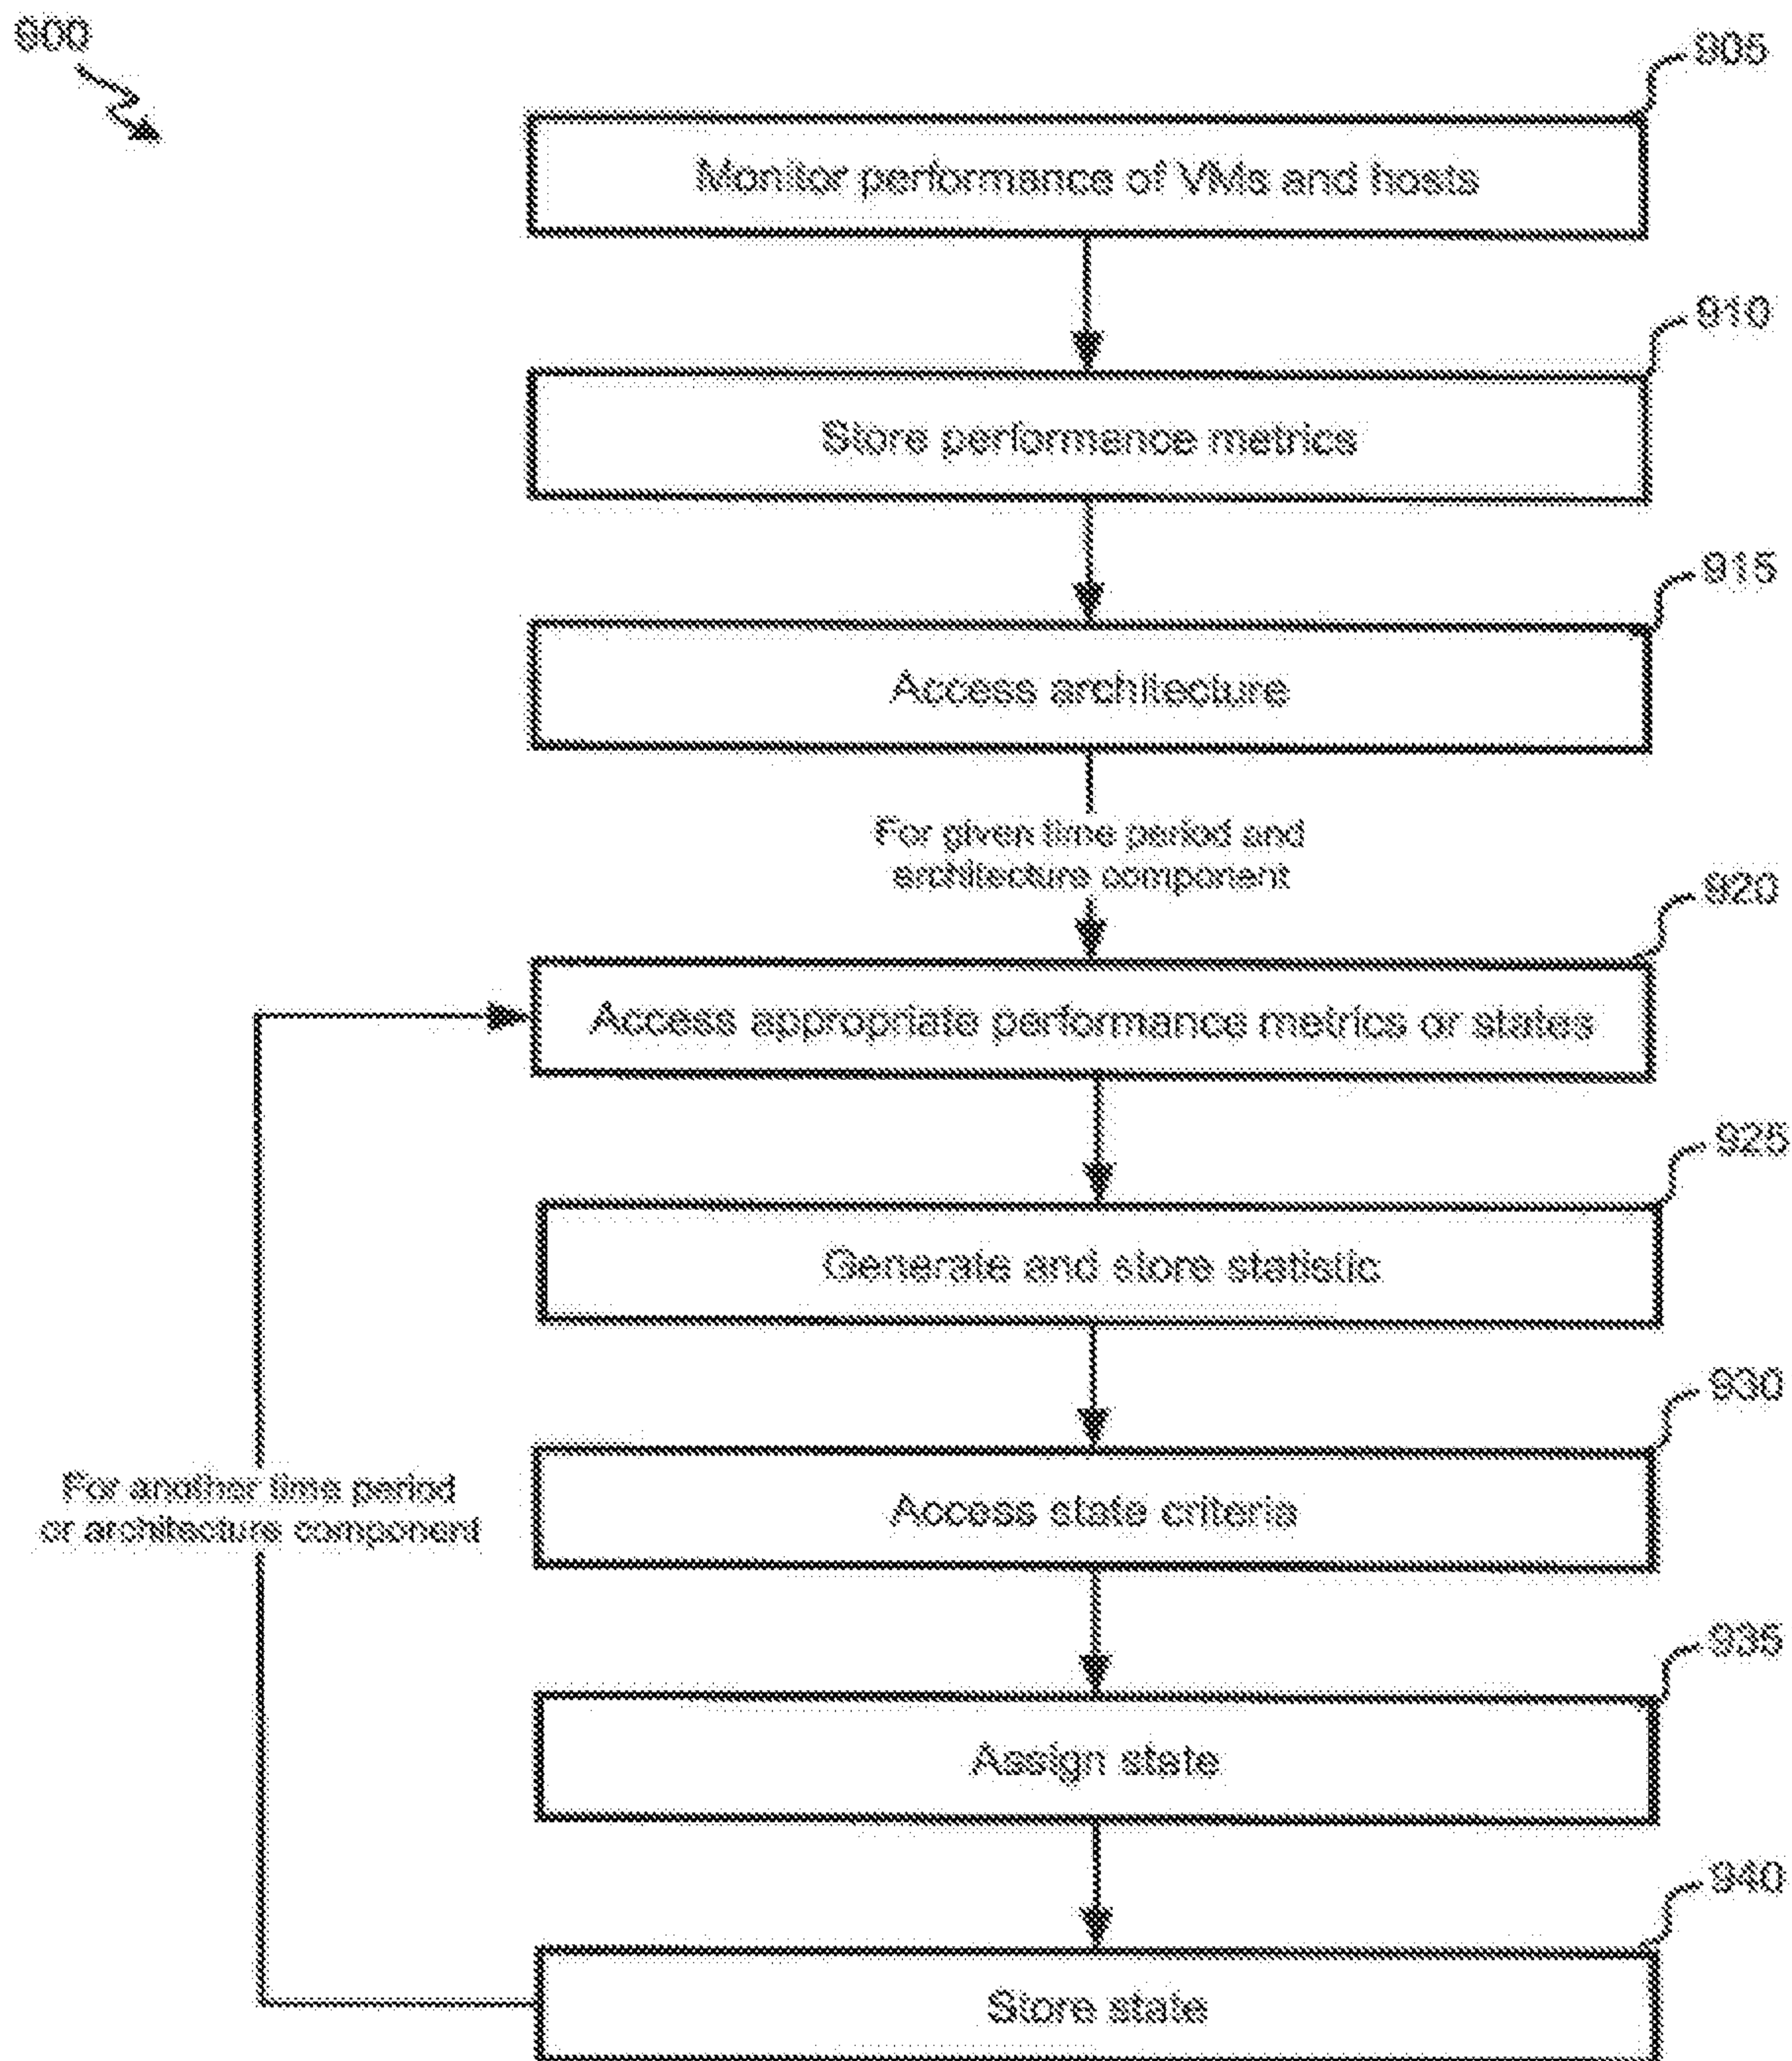 900
905
Monitor performance of VMs and hosts
910
Store performance metrics
915
Access architecture
For given time period and
architecture component
920
Access appropriate performance metrics or states
925
Generate and store statistic
930
Access state criteria
For another time period
or architecture component
935
Assign state
940
Store state